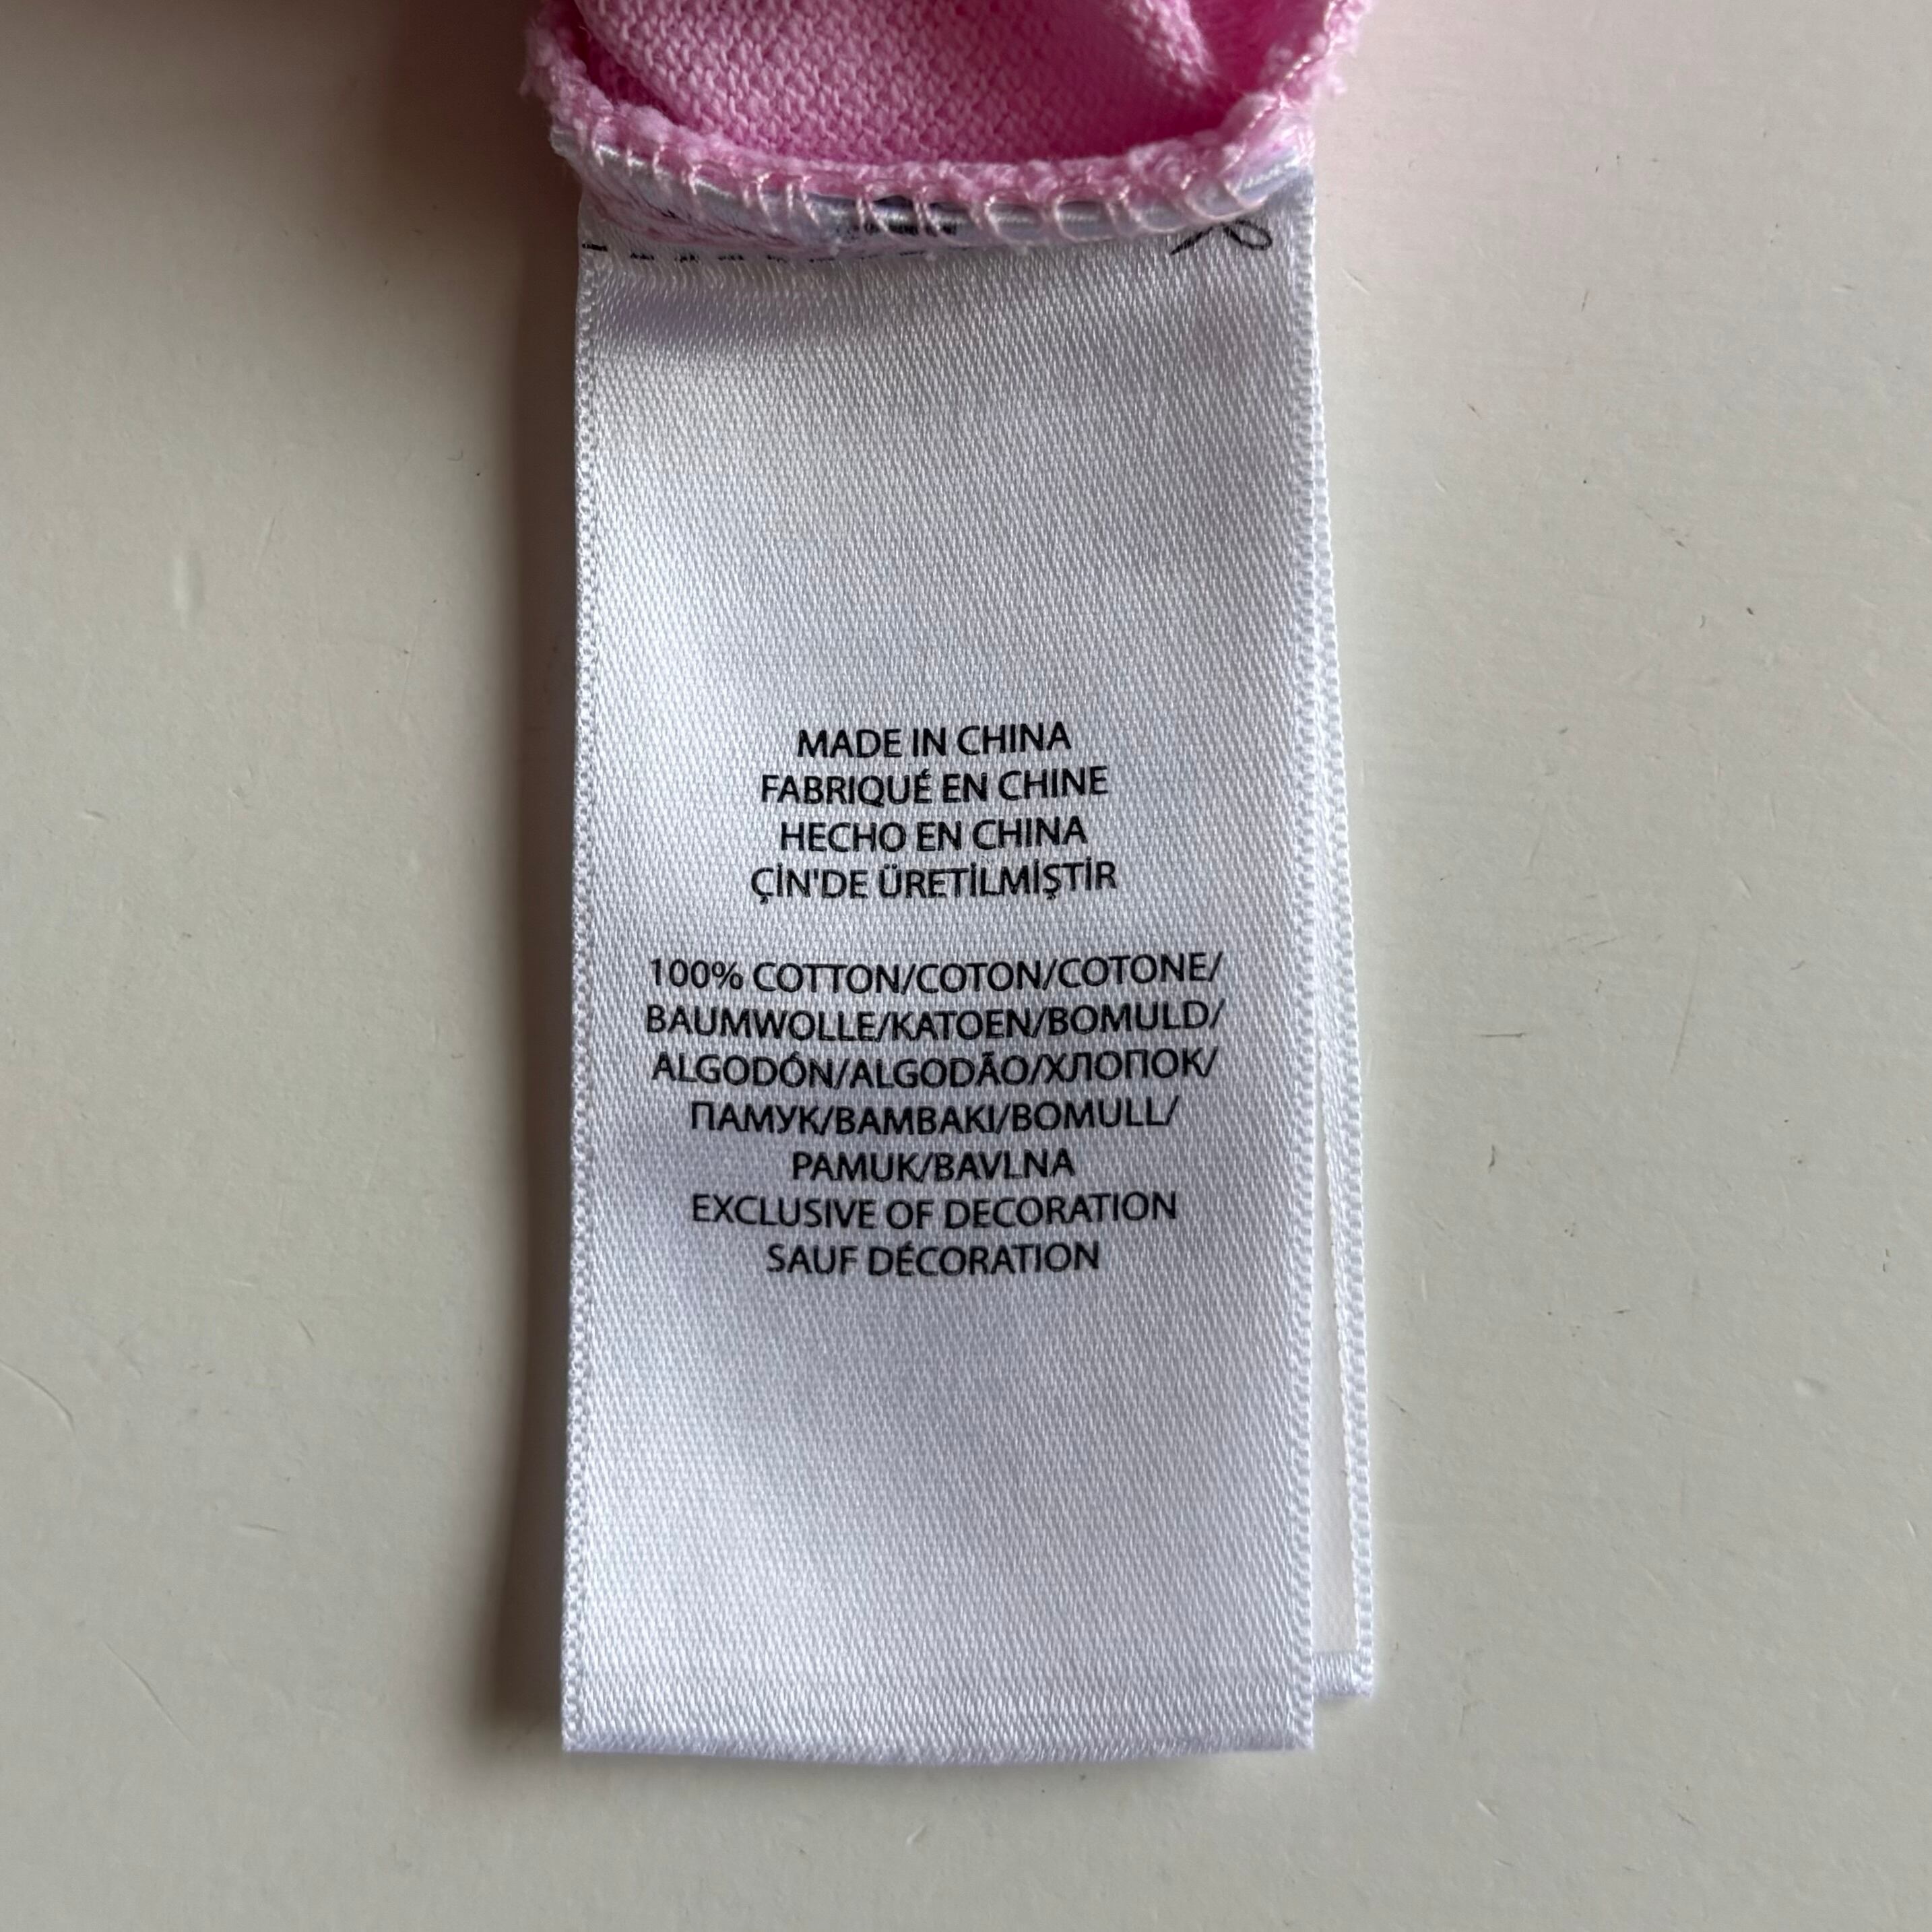 MADE IN CHINA
FABRIQUÉ EN CHINE
HECHO EN CHINA
ÇİN'DE ÜRETİLMİŞTİR
100% COTTON/COTON/COTONE/
BAUMWOLLE/KATOEN/BOMULD/
ALGODÓN/ALGODÃO/ХЛОПОК/
ПАМУК/BAMBAKI/BOMULL/
PAMUK/BAVLNA
EXCLUSIVE OF DECORATION
SAUF DÉCORATION